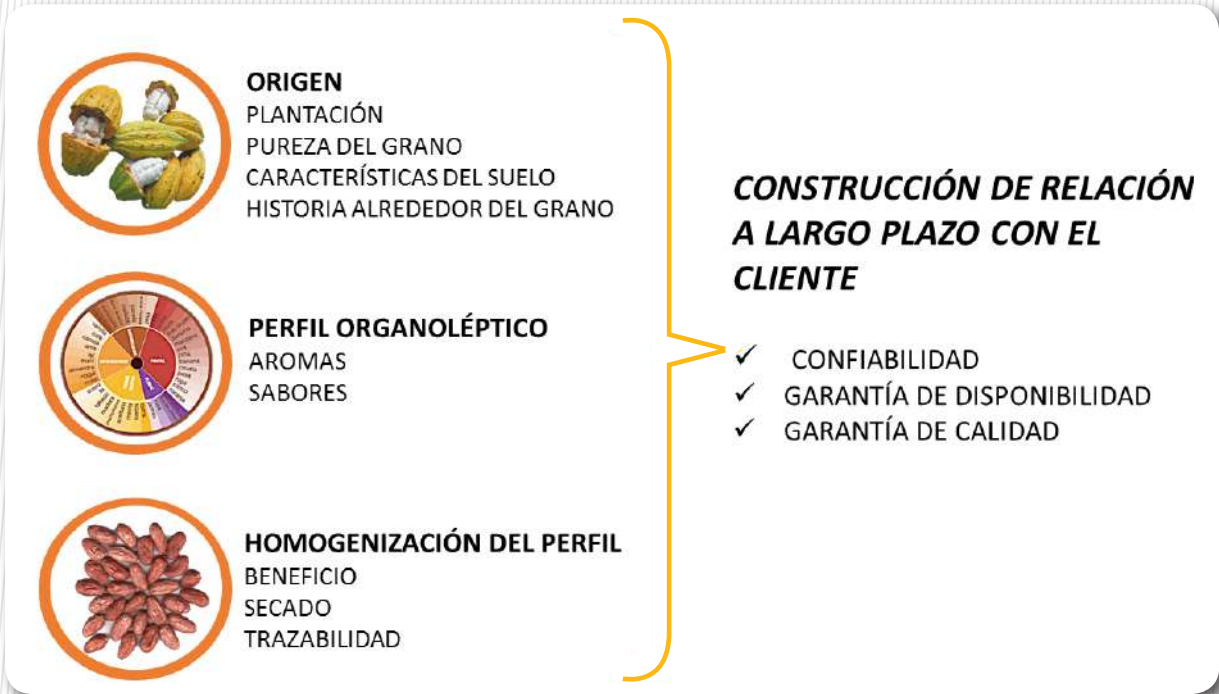 ORIGEN
PLANTACIÓN
PUREZA DEL GRANO
CARACTERÍSTICAS DEL SUELO
HISTORIA ALREDEDOR DEL GRANO
PERFIL ORGANOLÉPTICO
AROMAS
SABORES
HOMOGENIZACIÓN DEL PERFIL
BENEFICIO
SECADO
TRAZABILIDAD
CONSTRUCCIÓN DE RELACIÓN
A LARGO PLAZO CON EL
CLIENTE
✓ CONFIABILIDAD
✓ GARANTÍA DE DISPONIBILIDAD
✓ GARANTÍA DE CALIDAD